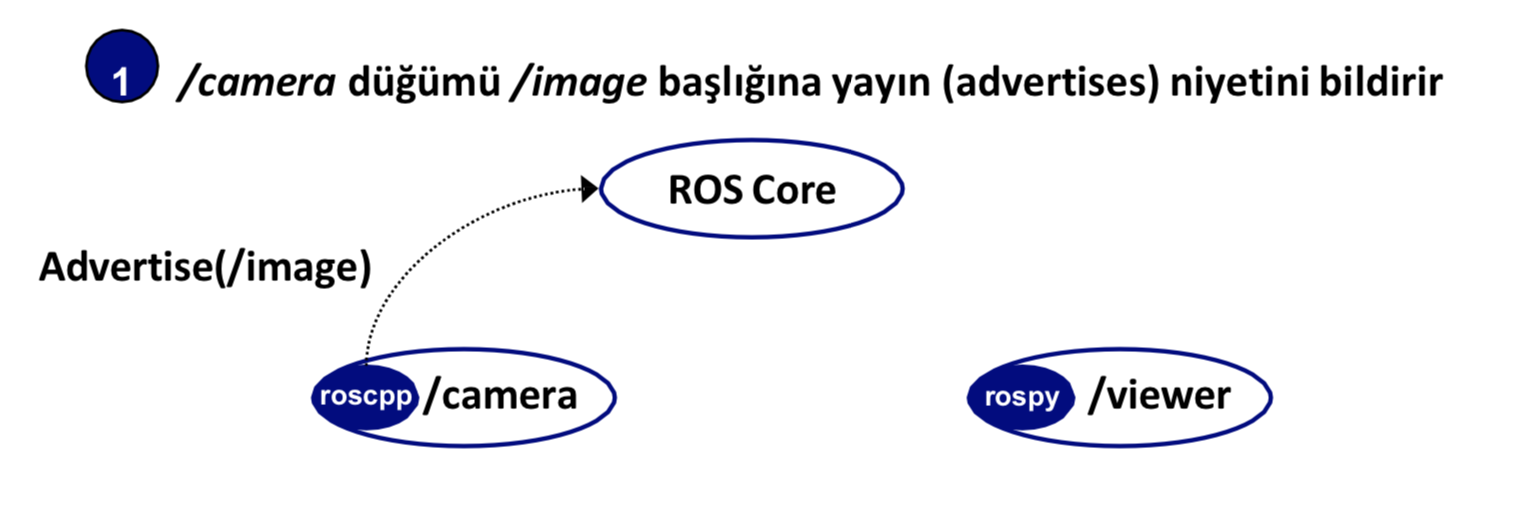 1
/camera düğümü /image başlığına yayın (advertises) niyetini bildirir
ROS Core
Advertise(/image)
roscpp /camera
rospy /viewer